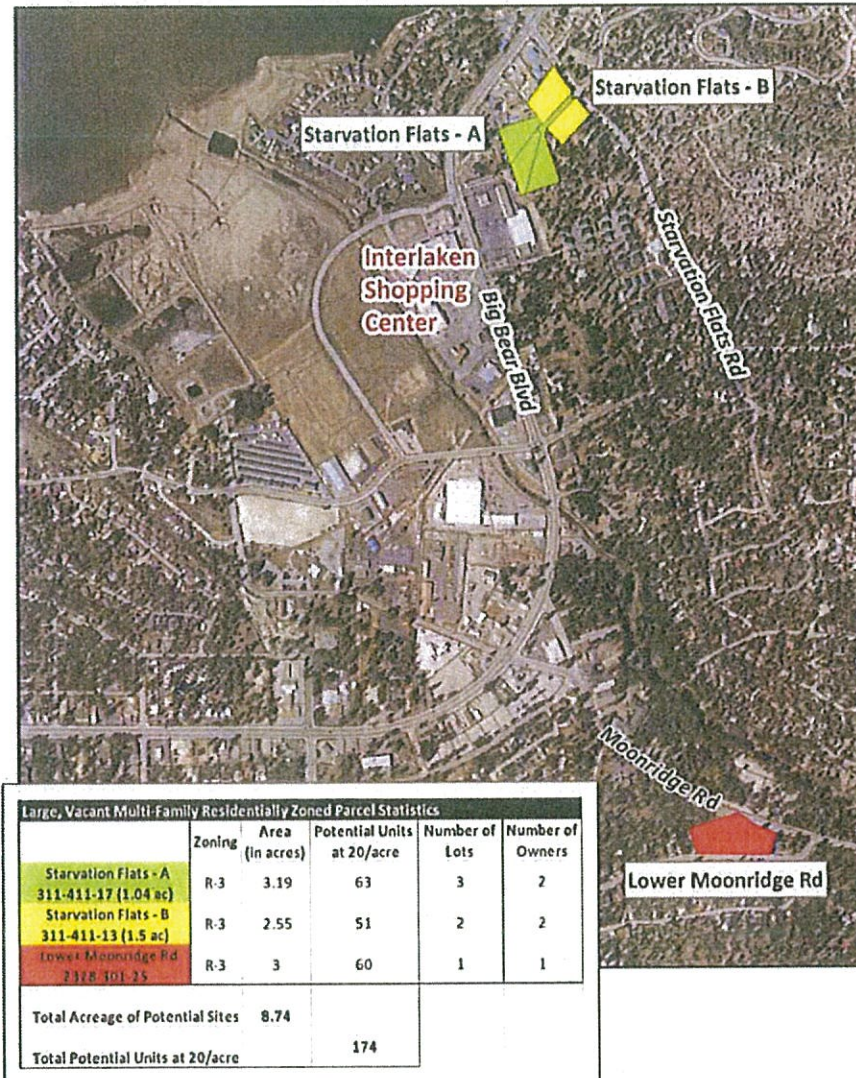 Starvation Flats - B
Starvation Flats - A
Interlaken
Shopping
Center
Big Bear Blvd
Starvation Flats Rd
Moonridge Rd
Lower Moonridge Rd
Large, Vacant Multi-Family Residentially Zoned Parcel Statistics
Zoning Area (in acres) Potential Units at 20/acre Number of Lots Number of Owners
Starvation Flats - A
311-411-17 (1.04 ac) R-3 3.19 63 3 2
Starvation Flats - B
311-411-13 (1.5 ac) R-3 2.55 51 2 2
Lower Moonridge Rd
2328-301-25 R-3 3 60 1 1
Total Acreage of Potential Sites 8.74
Total Potential Units at 20/acre 174